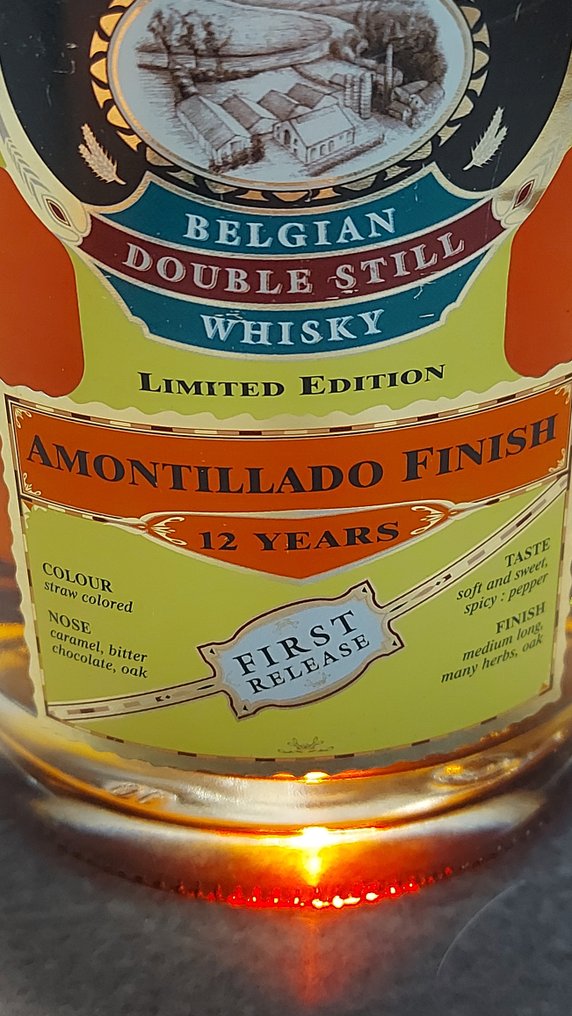 BELGIAN
DOUBLE STILL
WHISKY
LIMITED EDITION
AMONTILLADO FINISH
12 YEARS
COLOUR
straw colored
NOSE
caramel, bitter
chocolate, oak
FIRST
RELEASE
TASTE
soft and sweet,
spicy : pepper
FINISH
medium long,
many herbs, oak